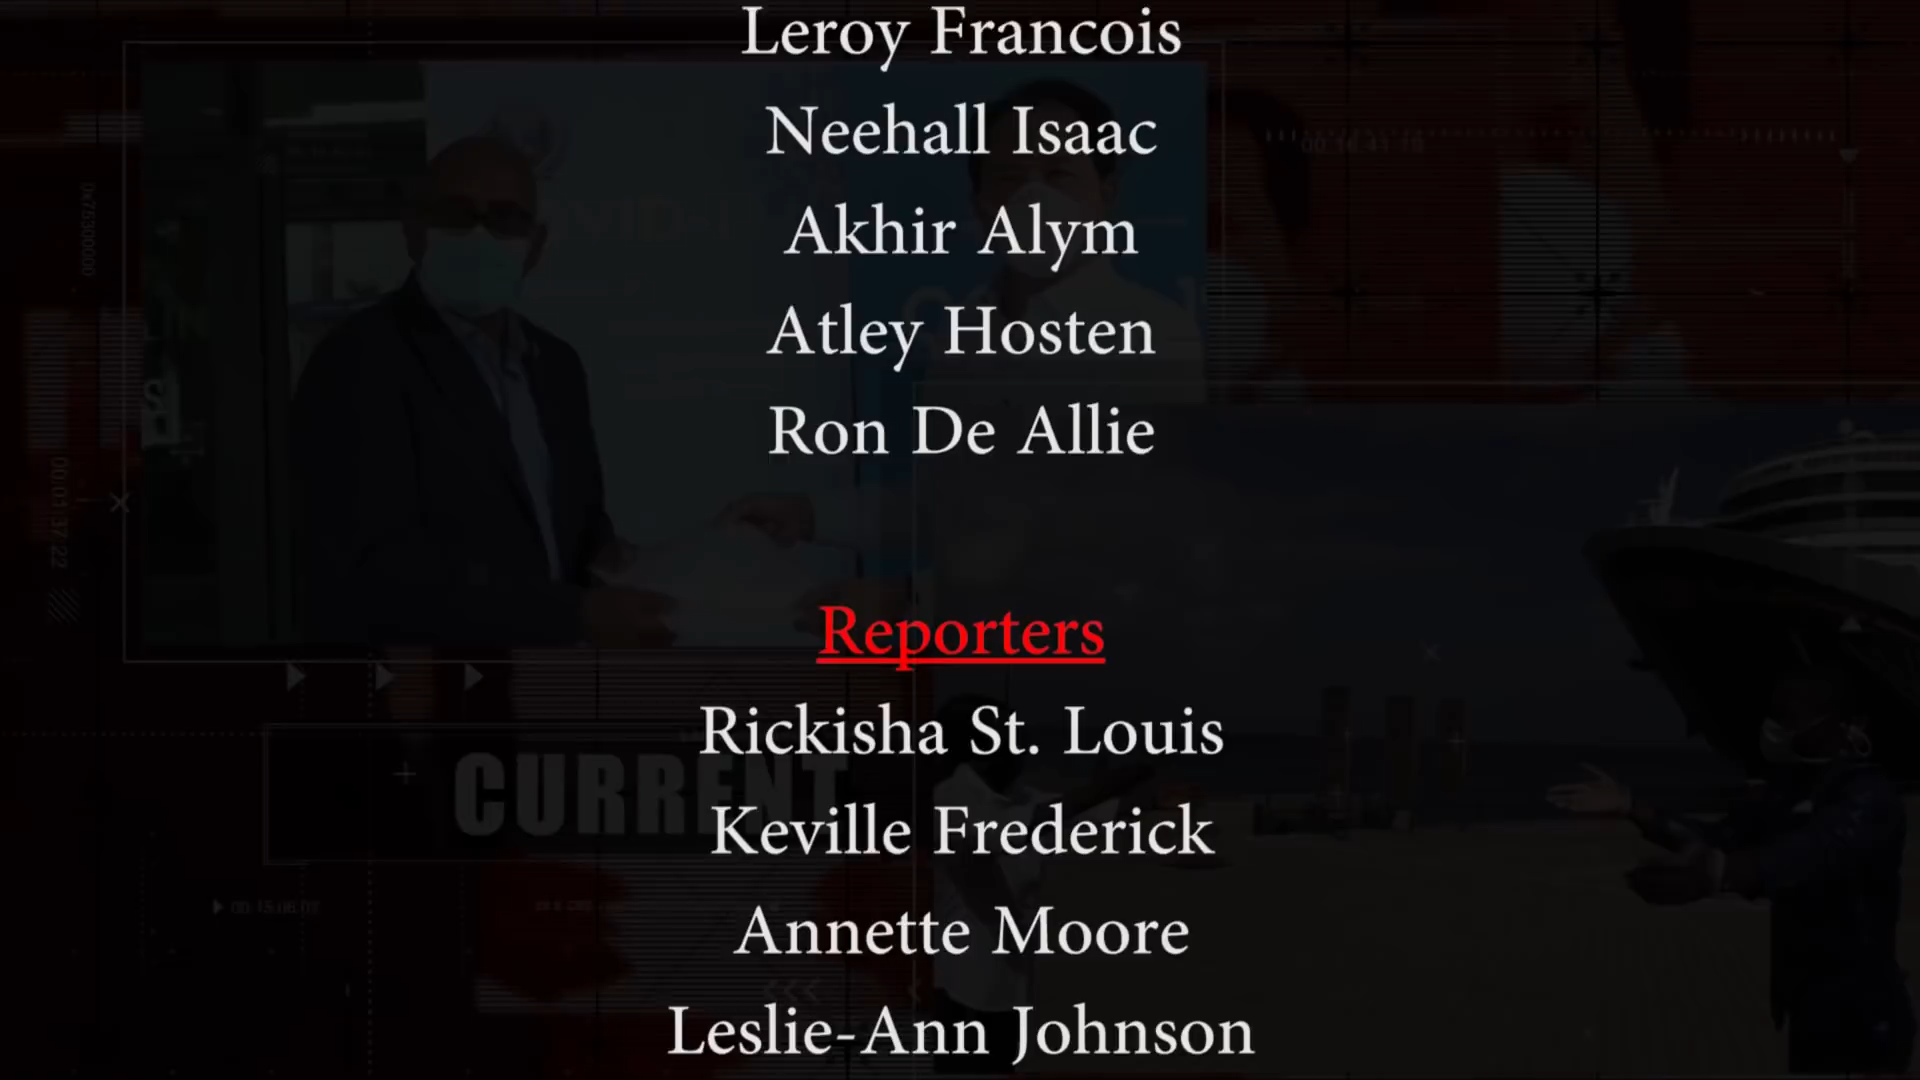 Leroy Francois
Neehall Isaac
Akhir Alym
Atley Hosten
Ron De Allie
Reporters
Rickisha St. Louis
Keville Frederick
CURRENT
Annette Moore
Leslie-Ann Johnson